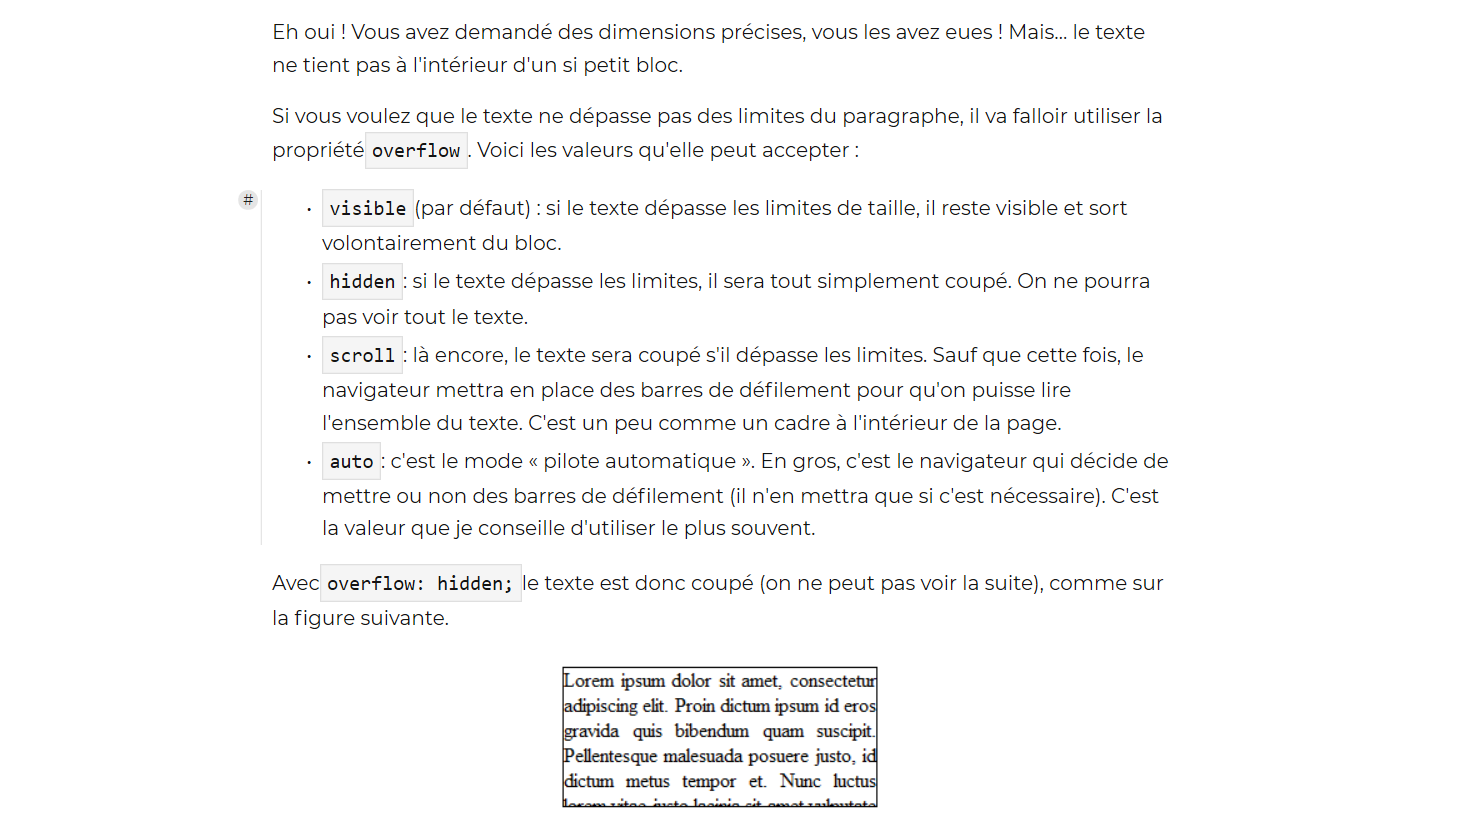 Eh oui ! Vous avez demandé des dimensions précises, vous les avez eues ! Mais... le texte
ne tient pas à l'intérieur d'un si petit bloc.
Si vous voulez que le texte ne dépasse pas des limites du paragraphe, il va falloir utiliser la
propriété overflow . Voici les valeurs qu'elle peut accepter :
#
• visible (par défaut) : si le texte dépasse les limites de taille, il reste visible et sort
volontairement du bloc.
• hidden : si le texte dépasse les limites, il sera tout simplement coupé. On ne pourra
pas voir tout le texte.
• scroll : là encore, le texte sera coupé s'il dépasse les limites. Sauf que cette fois, le
navigateur mettra en place des barres de défilement pour qu'on puisse lire
l'ensemble du texte. C'est un peu comme un cadre à l'intérieur de la page.
• auto : c'est le mode « pilote automatique ». En gros, c'est le navigateur qui décide de
mettre ou non des barres de défilement (il n'en mettra que si c'est nécessaire). C'est
la valeur que je conseille d'utiliser le plus souvent.
Avec overflow: hidden; le texte est donc coupé (on ne peut pas voir la suite), comme sur
la figure suivante.
Lorem ipsum dolor sit amet, consectetur
adipiscing elit. Proin dictum ipsum id eros
gravida quis bibendum quam suscipit.
Pellentesque malesuada posuere justo, id
dictum metus tempor et. Nunc luctus
lorem vitae justo lacinia sit amet vulputate